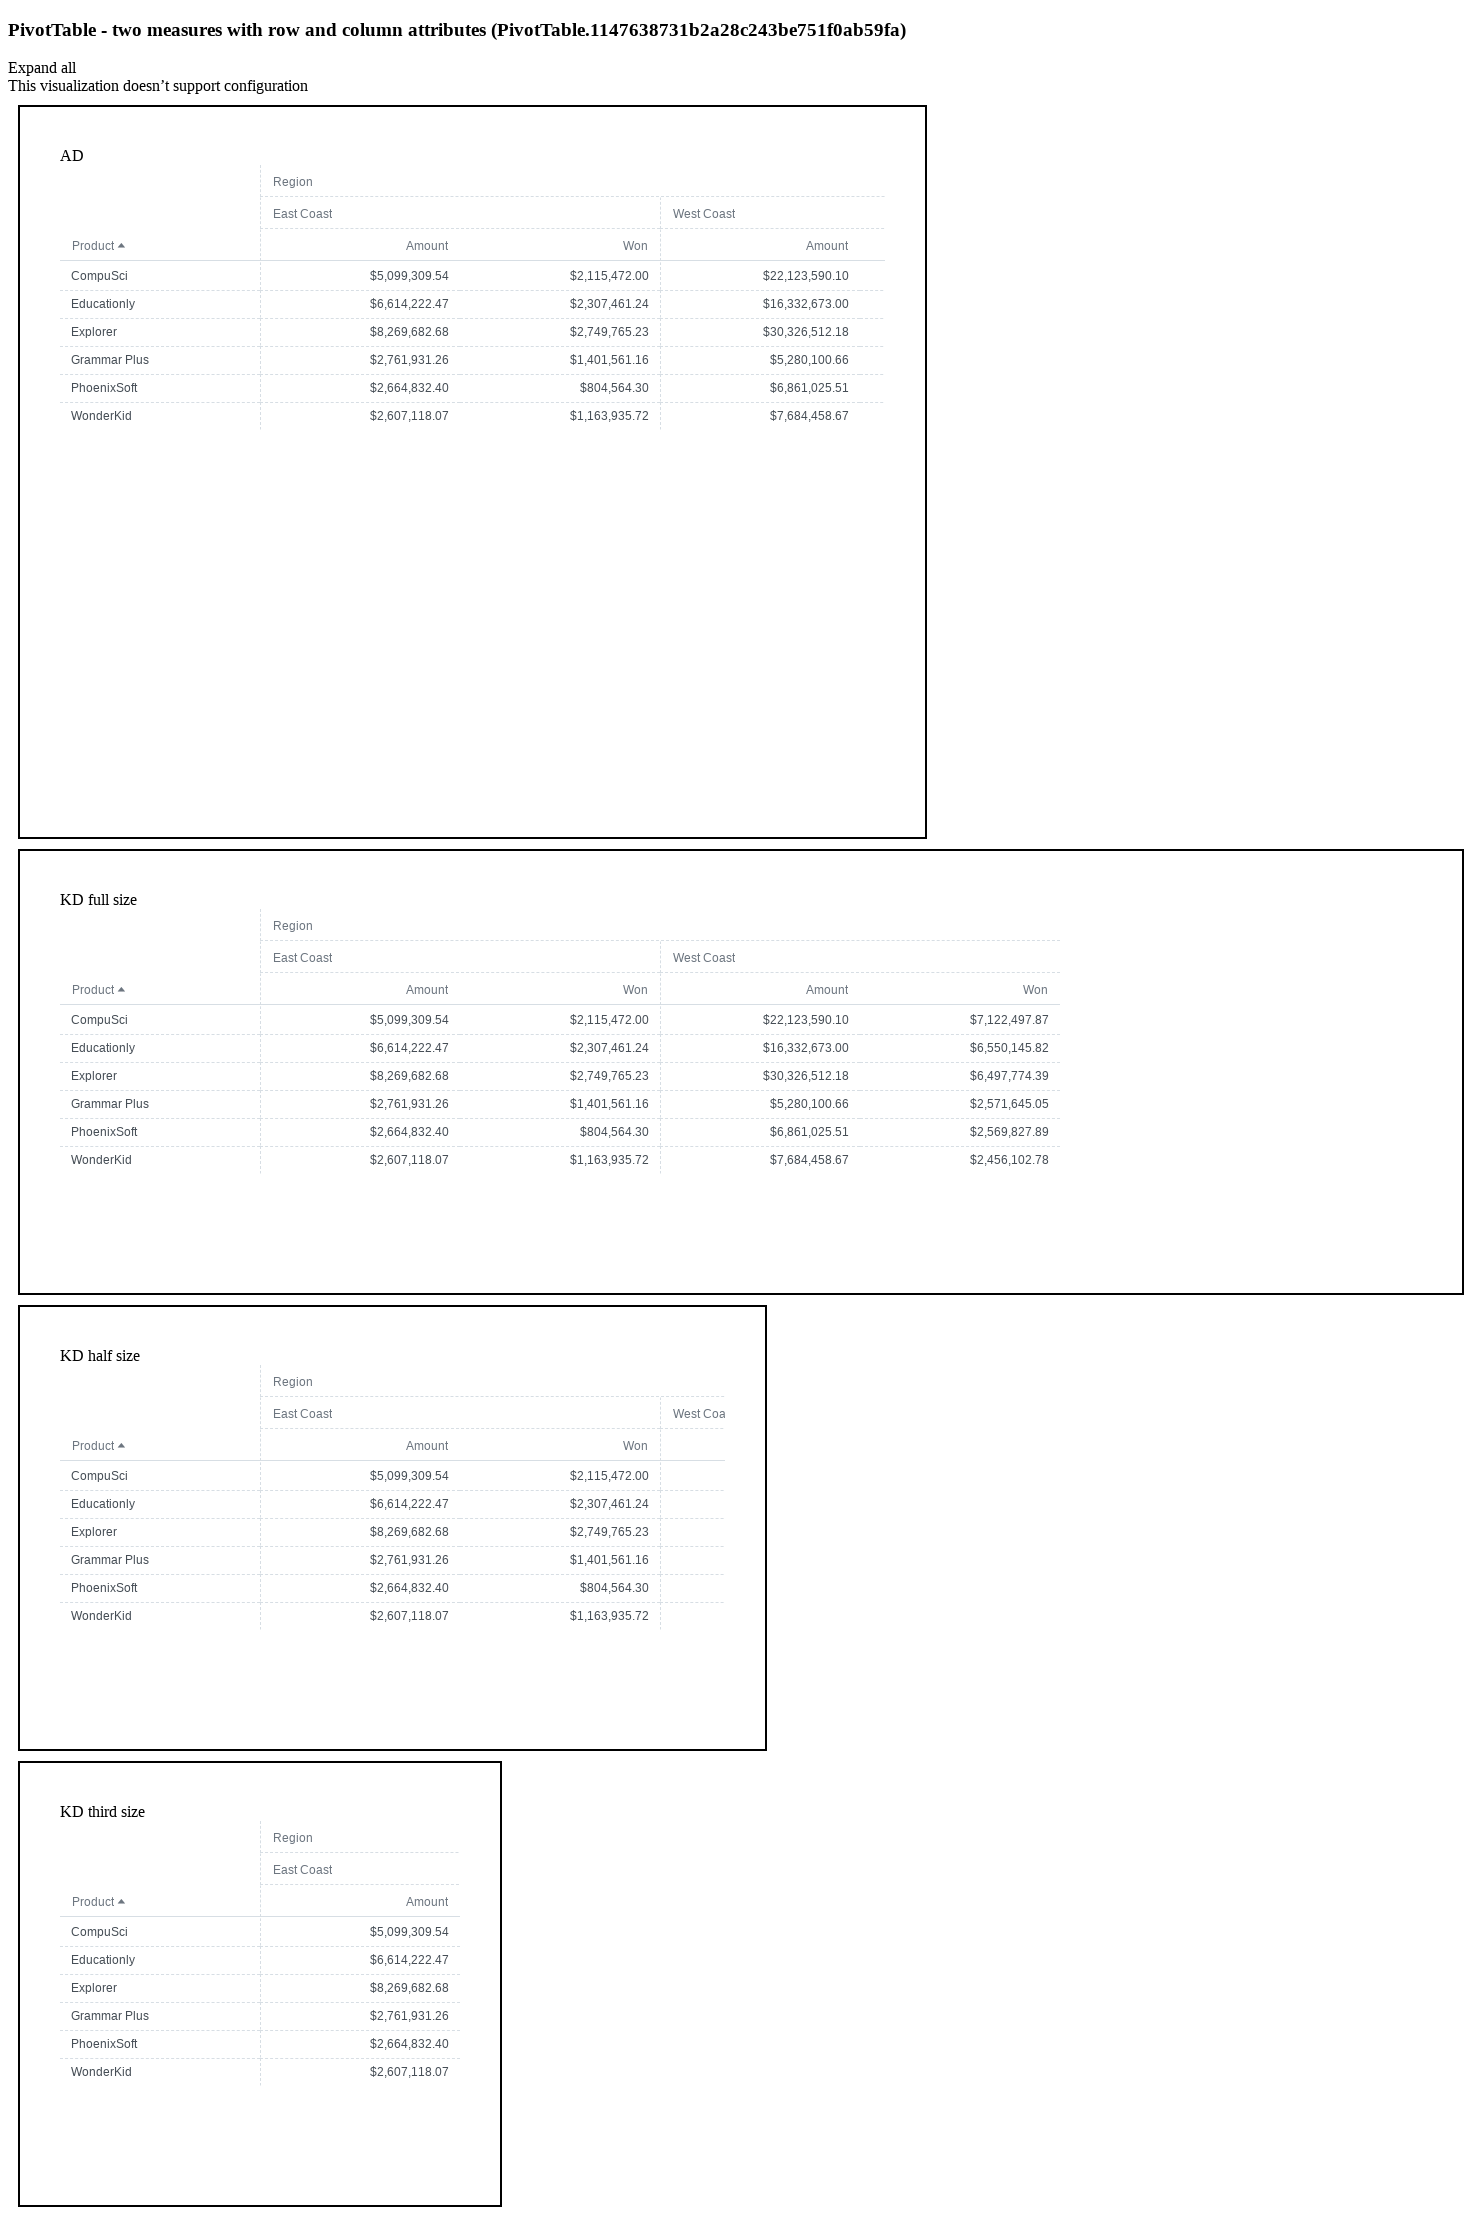 PivotTable - two measures with row and column attributes (PivotTable.1147638731b2a28c243be751f0ab59fa)
Expand all
This visualization doesn’t support configuration
AD
Region
East Coast West Coast
Product Amount Won Amount
CompuSci $5,099,309.54 $2,115,472.00 $22,123,590.10
Educationly $6,614,222.47 $2,307,461.24 $16,332,673.00
Explorer $8,269,682.68 $2,749,765.23 $30,326,512.18
Grammar Plus $2,761,931.26 $1,401,561.16 $5,280,100.66
PhoenixSoft $2,664,832.40 $804,564.30 $6,861,025.51
WonderKid $2,607,118.07 $1,163,935.72 $7,684,458.67
KD full size
Region
East Coast West Coast
Product Amount Won Amount Won
CompuSci $5,099,309.54 $2,115,472.00 $22,123,590.10 $7,122,497.87
Educationly $6,614,222.47 $2,307,461.24 $16,332,673.00 $6,550,145.82
Explorer $8,269,682.68 $2,749,765.23 $30,326,512.18 $6,497,774.39
Grammar Plus $2,761,931.26 $1,401,561.16 $5,280,100.66 $2,571,645.05
PhoenixSoft $2,664,832.40 $804,564.30 $6,861,025.51 $2,569,827.89
WonderKid $2,607,118.07 $1,163,935.72 $7,684,458.67 $2,456,102.78
KD half size
Region
East Coast West Coa
Product Amount Won
CompuSci $5,099,309.54 $2,115,472.00
Educationly $6,614,222.47 $2,307,461.24
Explorer $8,269,682.68 $2,749,765.23
Grammar Plus $2,761,931.26 $1,401,561.16
PhoenixSoft $2,664,832.40 $804,564.30
WonderKid $2,607,118.07 $1,163,935.72
KD third size
Region
East Coast
Product Amount
CompuSci $5,099,309.54
Educationly $6,614,222.47
Explorer $8,269,682.68
Grammar Plus $2,761,931.26
PhoenixSoft $2,664,832.40
WonderKid $2,607,118.07